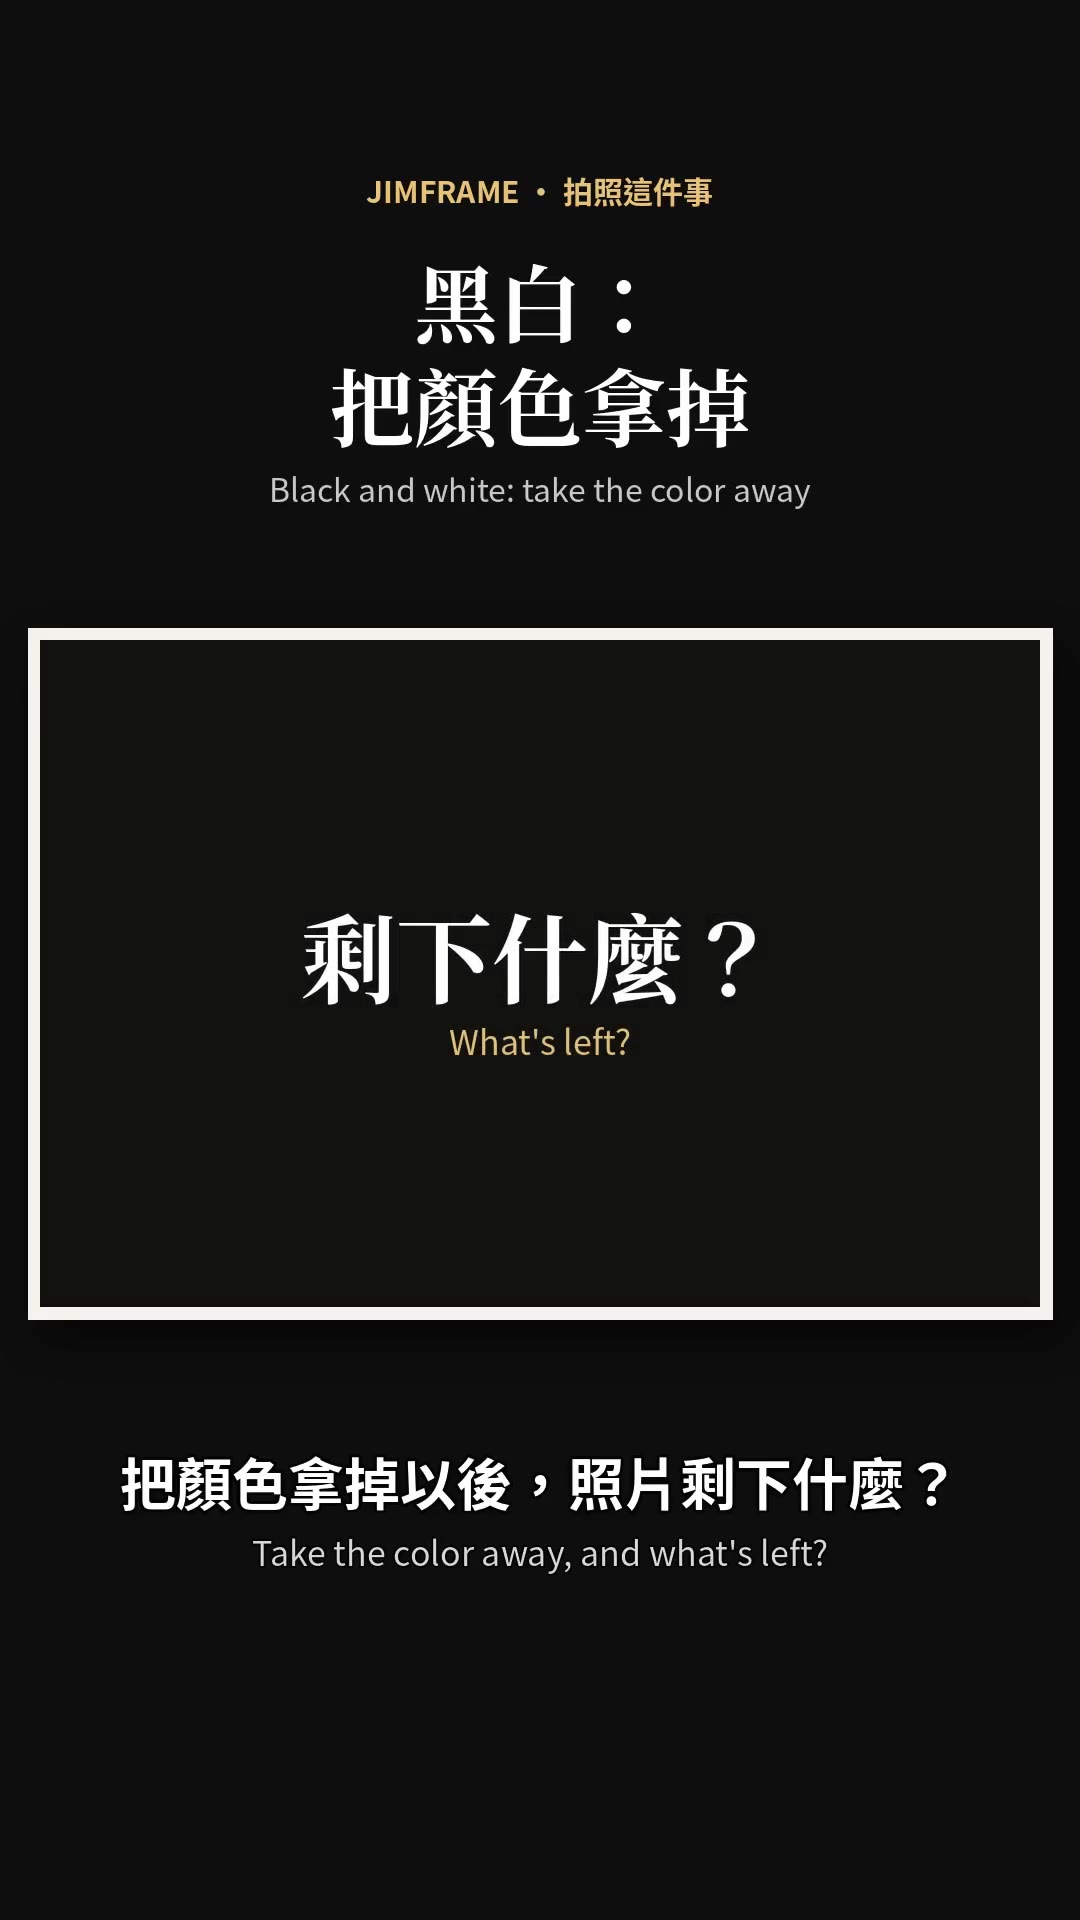 JIMFRAME • 拍照這件事
黑白：
把顏色拿掉
Black and white: take the color away
剩下什麼？
What's left?
把顏色拿掉以後，照片剩下什麼？
Take the color away, and what's left?